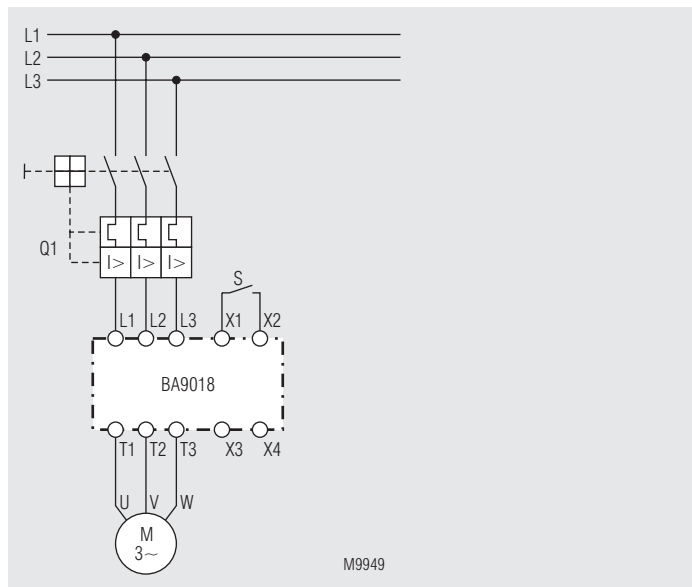 L1
L2
L3
Q1
I> I> I>
S
L1 L2 L3 X1 X2
BA9018
T1 T2 T3 X3 X4
U V W
M
3~
M9949